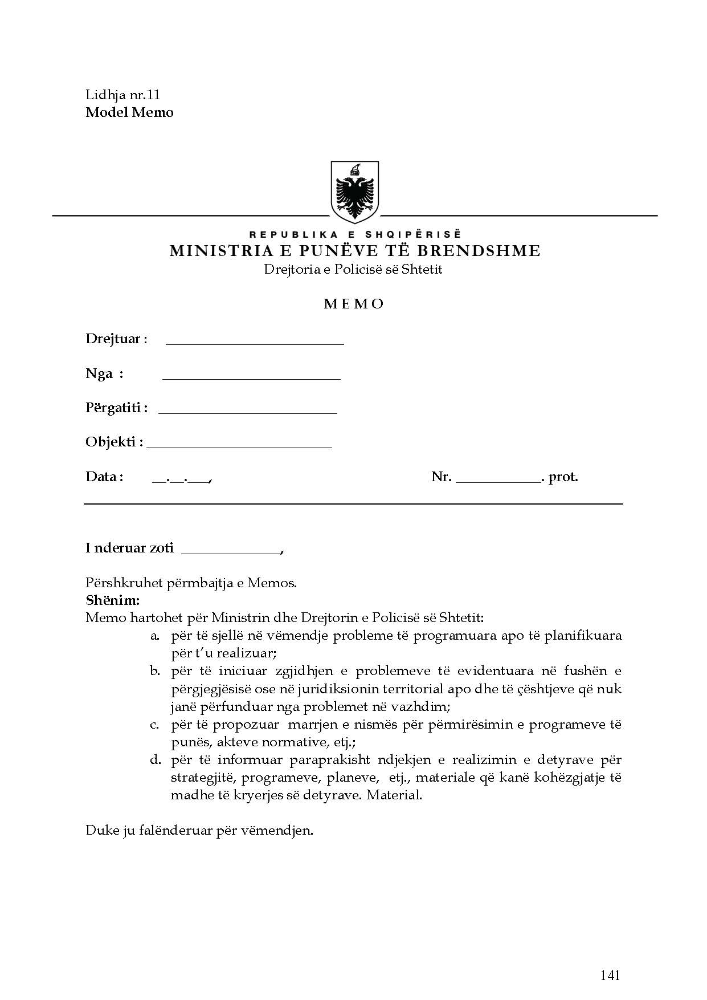 Lidhja nr.11
Model Memo
REPUBLIKA E SHQIPËRISË
MINISTRIA E PUNËVE TË BRENDSHME
Drejtoria e Policisë së Shtetit
M E M O
Drejtuar : _________________________
Nga : _________________________
Përgatiti : _________________________
Objekti : __________________________
Data : __.__.___, Nr. ____________. prot.
I nderuar zoti ______________,
Përshkruhet përmbajtja e Memos.
Shënim:
Memo hartohet për Ministrin dhe Drejtorin e Policisë së Shtetit:
a. për të sjellë në vëmendje probleme të programuara apo të planifikuara
për t’u realizuar;
b. për të iniciuar zgjidhjen e problemeve të evidentuara në fushën e
përgjegjësisë ose në juridiksionin territorial apo dhe të çështjeve që nuk
janë përfunduar nga problemet në vazhdim;
c. për të propozuar marrjen e nismës për përmirësimin e programeve të
punës, akteve normative, etj.;
d. për të informuar paraprakisht ndjekjen e realizimin e detyrave për
strategjitë, programeve, planeve, etj., materiale që kanë kohëzgjatje të
madhe të kryerjes së detyrave. Material.
Duke ju falënderuar për vëmendjen.
141